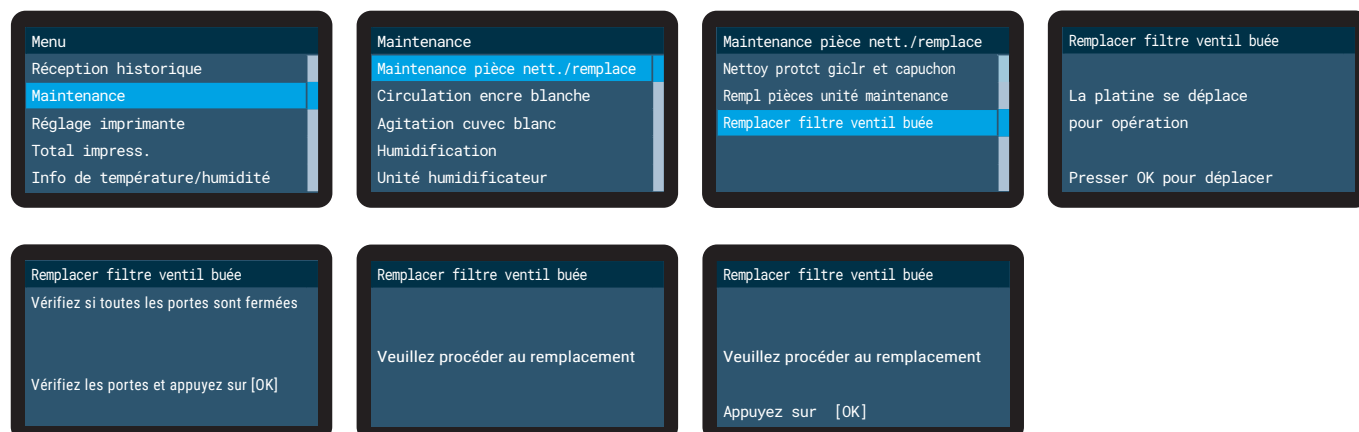 Menu
Réception historique
Maintenance
Réglage imprimante
Total impress.
Info de température/humidité
Maintenance
Maintenance pièce nett./remplace
Circulation encre blanche
Agitation cuvec blanc
Humidification
Unité humidificateur
Maintenance pièce nett./remplace
Nettoy protct giclr et capuchon
Rempl pièces unité maintenance
Remplacer filtre ventil buée
Remplacer filtre ventil buée
La platine se déplace
pour opération
Presser OK pour déplacer
Remplacer filtre ventil buée
Vérifiez si toutes les portes sont fermées
Vérifiez les portes et appuyez sur [OK]
Remplacer filtre ventil buée
Veuillez procéder au remplacement
Remplacer filtre ventil buée
Veuillez procéder au remplacement
Appuyez sur [OK]